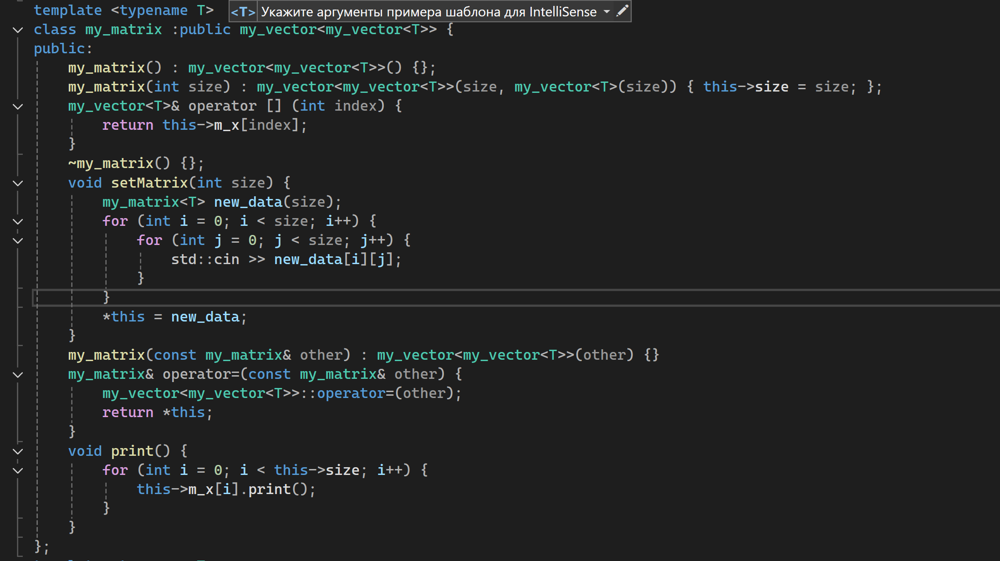 template <typename T> <T> Укажите аргументы примера шаблона для IntelliSense
class my_matrix :public my_vector<my_vector<T>> {
public:
    my_matrix() : my_vector<my_vector<T>>() {};
    my_matrix(int size) : my_vector<my_vector<T>>(size, my_vector<T>(size)) { this->size = size; };
    my_vector<T>& operator [] (int index) {
        return this->m_x[index];
    }
    ~my_matrix() {};
    void setMatrix(int size) {
        my_matrix<T> new_data(size);
        for (int i = 0; i < size; i++) {
            for (int j = 0; j < size; j++) {
                std::cin >> new_data[i][j];
            }
        }
        *this = new_data;
    }
    my_matrix(const my_matrix& other) : my_vector<my_vector<T>>(other) {}
    my_matrix& operator=(const my_matrix& other) {
        my_vector<my_vector<T>>::operator=(other);
        return *this;
    }
    void print() {
        for (int i = 0; i < this->size; i++) {
            this->m_x[i].print();
        }
    }
};